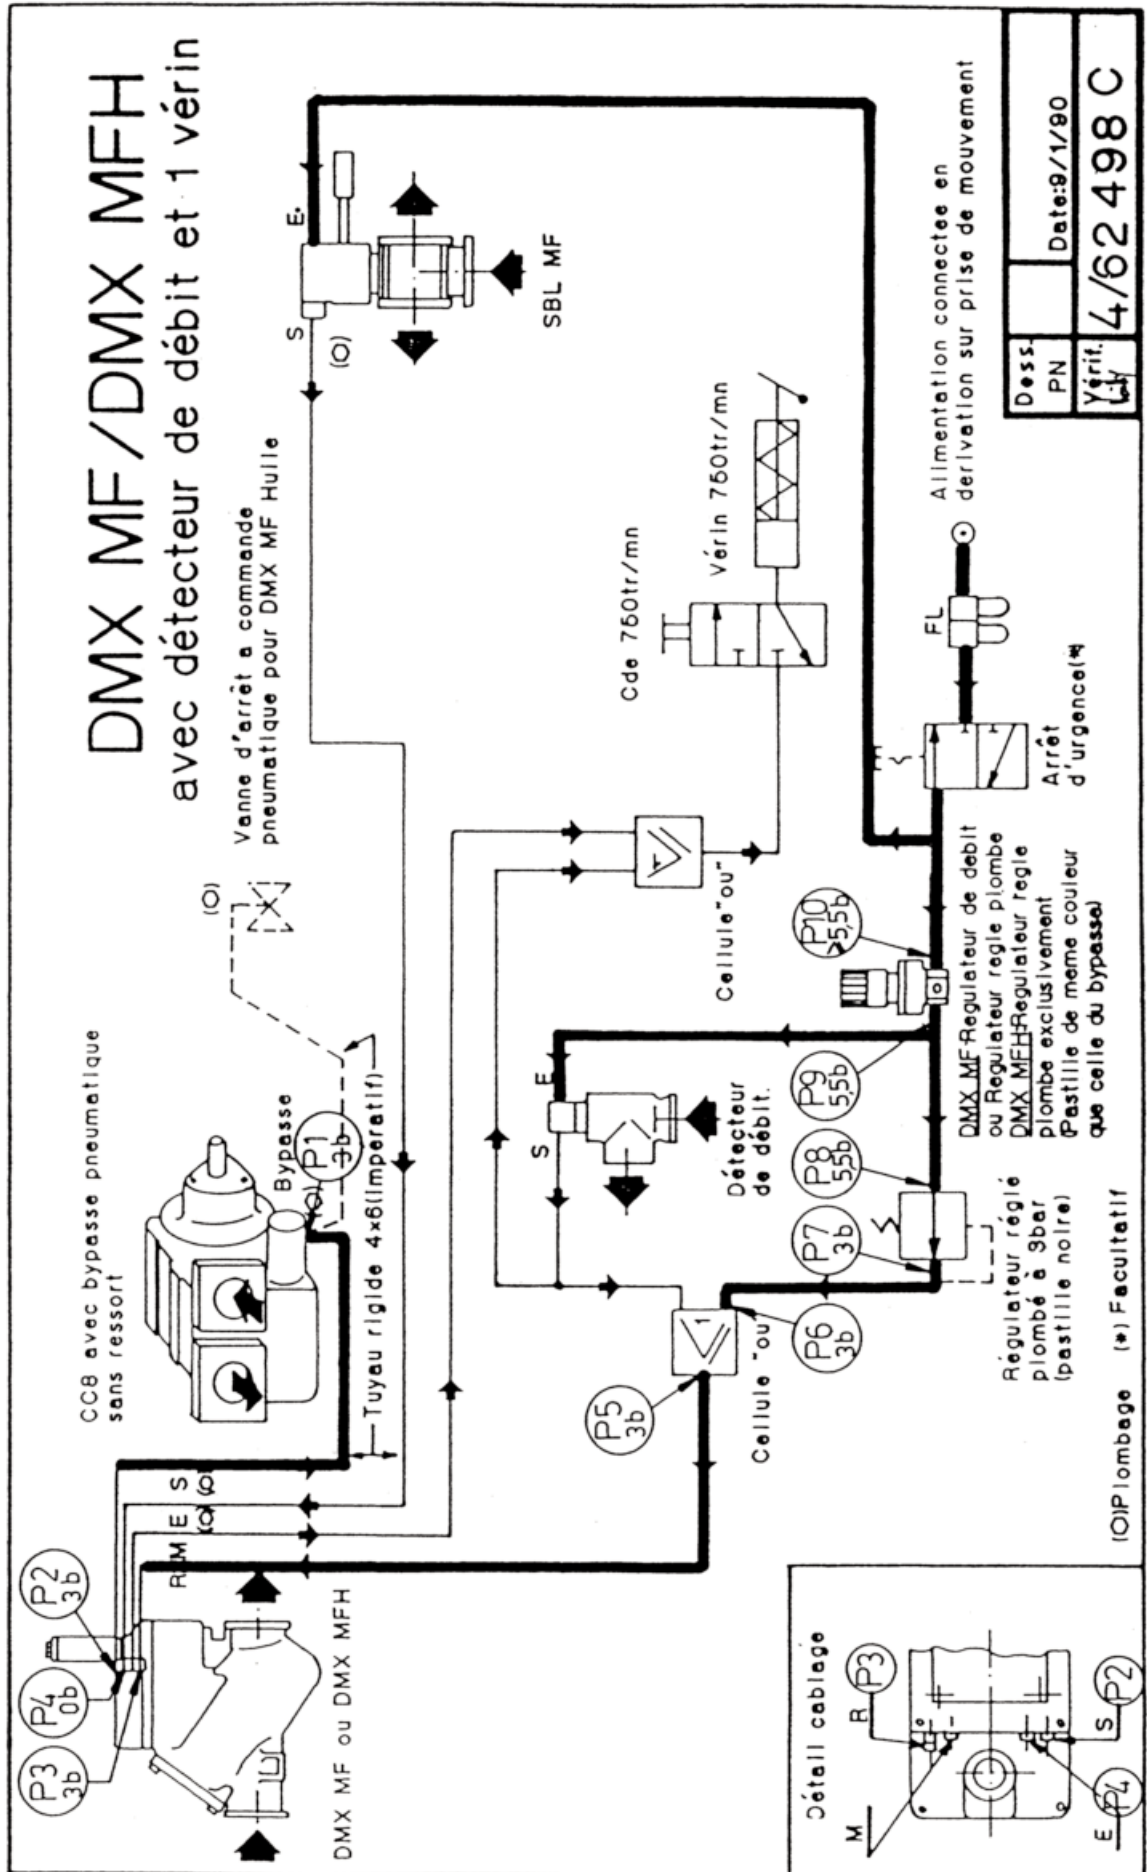 DMX MF/DMX MFH
avec détecteur de débit et 1 vérin
CC8 avec bypasse pneumatique
sans ressort
Vanne d'arrêt a commande
pneumatique pour DMX MF Huile
(O)
Bypasse
(O)
P1
3b
Tuyau rigide 4x6(impératif)
P2
3b
P4
0b
P3
3b
R M E S
(O) (O)
DMX MF ou DMX MFH
S
E
(O)
SBL MF
Cde 750tr/mn
Vérin 750tr/mn
Cellule "ou"
E
S
Détecteur
de débit.
P5
3b
1
Cellule "ou
P6
3b
P7
3b
P8
5,5b
P9
5,5b
P10
>5,5b
FL
Alimentation connectee en
derivation sur prise de mouvement
Arrêt
d'urgence(*)
DMX MF-Regulateur de debit
ou Regulateur regle plombe
DMX MFH-Regulateur regle
plombe exclusivement
(Pastille de meme couleur
que celle du bypasse)
Régulateur réglé
plombé à 3bar
(pastille noire)
(O)Plombage (*) Facultatif
Détail cablage
R
P3
M
E
P4
S
P2
Dess.
PN
Date:9/1/90
Vérif.
4/62 498 C